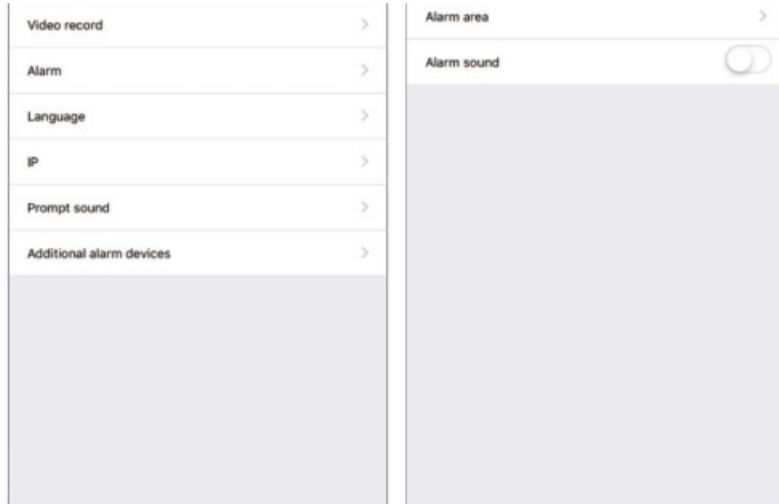 Video record
Alarm
Language
IP
Prompt sound
Additional alarm devices
Alarm area
Alarm sound